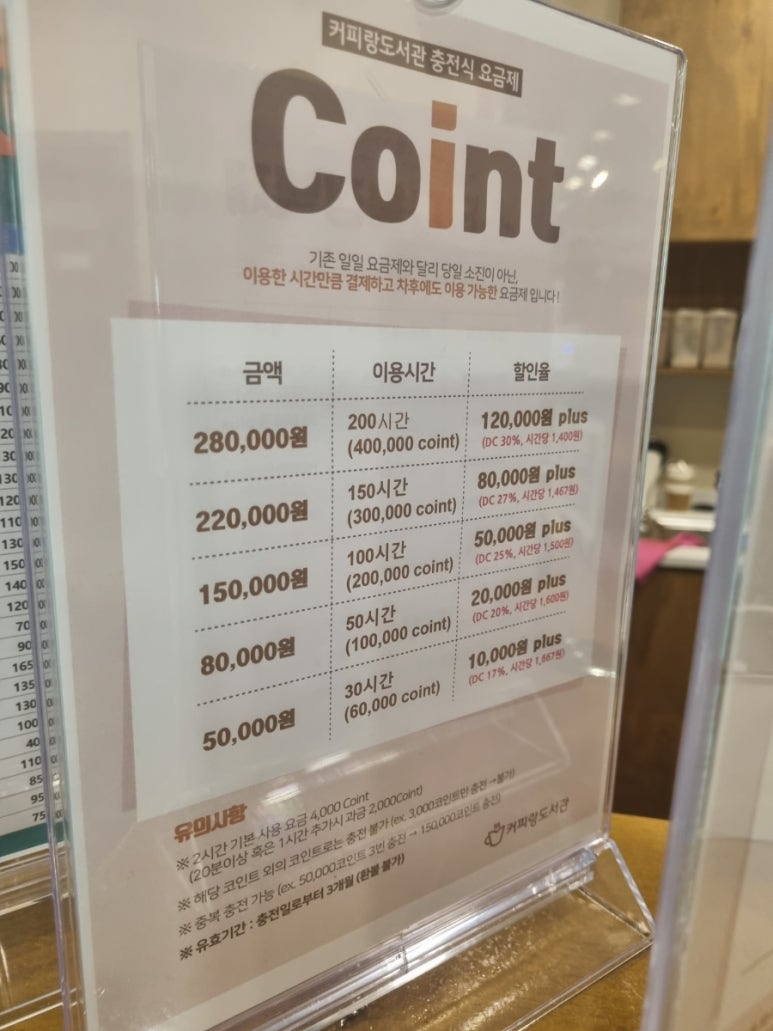 커피랑도서관 충전식 요금제
Coint
기존 일일 요금제와 달리 당일 소진이 아닌,
이용한 시간만큼 결제하고 차후에도 이용 가능한 요금제 입니다!
금액 이용시간 할인율
280,000원 200시간 (400,000 coint) 120,000원 plus (DC 30%, 시간당 1,400원)
220,000원 150시간 (300,000 coint) 80,000원 plus (DC 27%, 시간당 1,467원)
150,000원 100시간 (200,000 coint) 50,000원 plus (DC 25%, 시간당 1,500원)
80,000원 50시간 (100,000 coint) 20,000원 plus (DC 20%, 시간당 1,600원)
50,000원 30시간 (60,000 coint) 10,000원 plus (DC 17%, 시간당 1,667원)
유의사항
※ 2시간 기본 사용 요금 4,000 Coint
(20분이상 혹은 1시간 추가시 과금 2,000Coint)
※ 해당 코인트 외의 코인트로는 충전 불가 (ex. 3,000코인트만 충전 →불가)
※ 중복 충전 가능 (ex. 50,000코인트 3번 충전 → 150,000코인트 충전)
※ 유효기간 : 충전일로부터 3개월 (환불 불가)
커피랑도서관